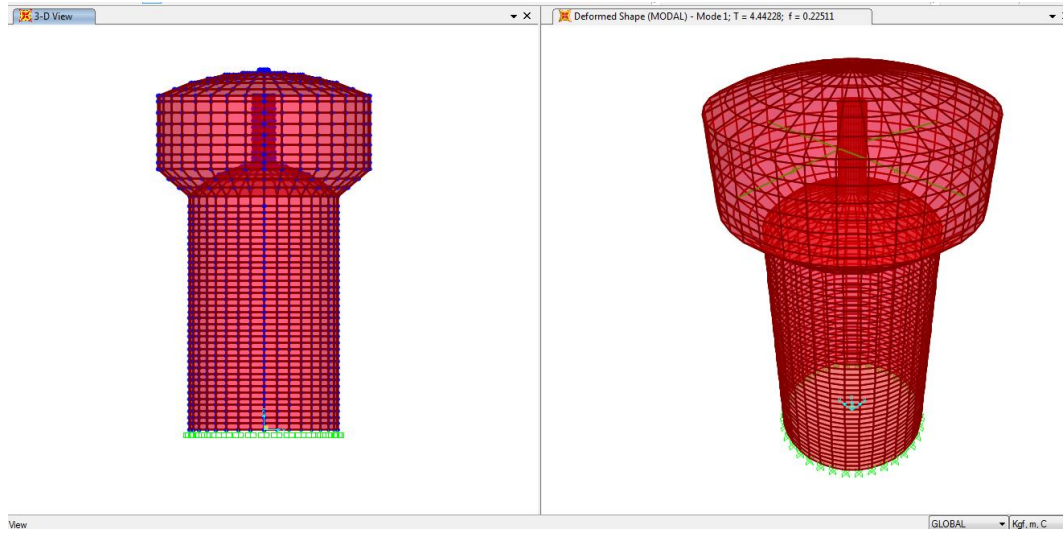 3-D View
Deformed Shape (MODAL) - Mode 1; T = 4.44228; f = 0.22511
View
GLOBAL
Kgf, m, C